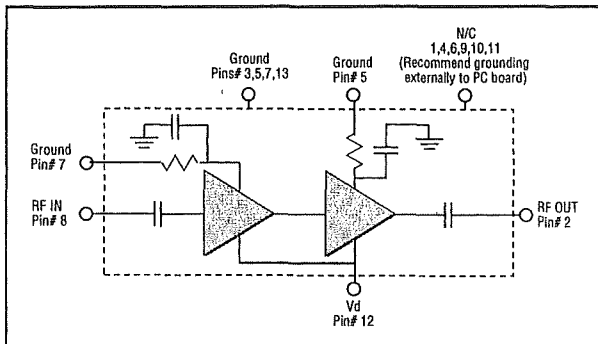 N/C
1,4,6,9,10,11
(Recommend grounding
externally to PC board)
Ground
Pins# 3,5,7,13
Ground
Pin# 5
Ground
Pin# 7
RF IN
Pin# 8
RF OUT
Pin# 2
Vd
Pin# 12